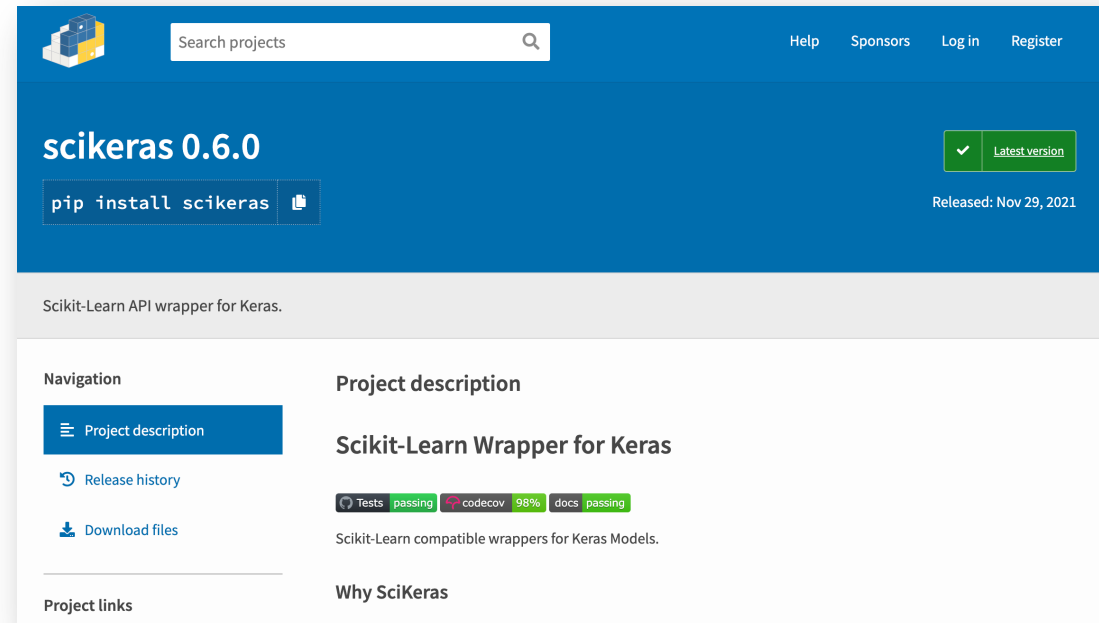 Search projects
Help Sponsors Log in Register
scikeras 0.6.0
Latest version
pip install scikeras
Released: Nov 29, 2021
Scikit-Learn API wrapper for Keras.
Navigation
Project description
Release history
Download files
Project links
Project description
Scikit-Learn Wrapper for Keras
Tests passing codecov 98% docs passing
Scikit-Learn compatible wrappers for Keras Models.
Why SciKeras